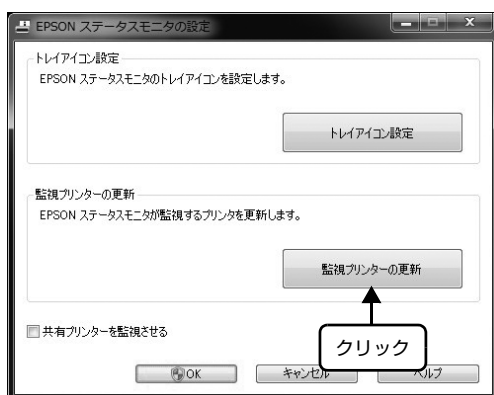 EPSON ステータスモニタの設定
トレイアイコン設定
EPSON ステータスモニタのトレイアイコンを設定します。
トレイアイコン設定
監視プリンターの更新
EPSON ステータスモニタが監視するプリンタを更新します。
監視プリンターの更新
共有プリンターを監視させる
クリック
OK
キャンセル
ヘルプ